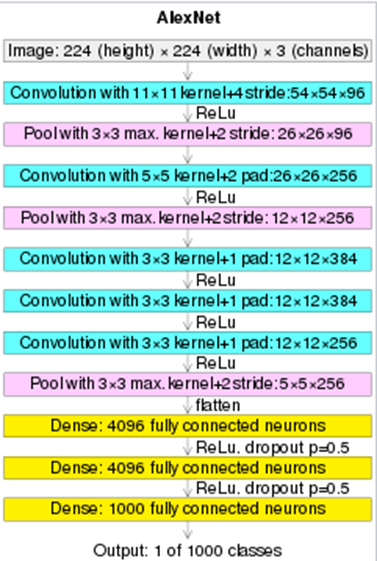 AlexNet
Image: 224 (height) × 224 (width) × 3 (channels)
Convolution with 11×11 kernel+4 stride:54×54×96
ReLu
Pool with 3×3 max. kernel+2 stride: 26×26×96
Convolution with 5×5 kernel+2 pad:26×26×256
ReLu
Pool with 3×3 max. kernel+2stride: 12×12×256
Convolution with 3×3 kernel+1 pad:12×12×384
ReLu
Convolution with 3×3 kernel+1 pad:12×12×384
ReLu
Convolution with 3×3 kernel+1 pad:12×12×256
ReLu
Pool with 3×3 max. kernel+2stride:5×5×256
flatten
Dense: 4096 fully connected neurons
ReLu. dropout p=0.5
Dense: 4096 fully connected neurons
ReLu. dropout p=0.5
Dense: 1000 fully connected neurons
Output: 1 of 1000 classes